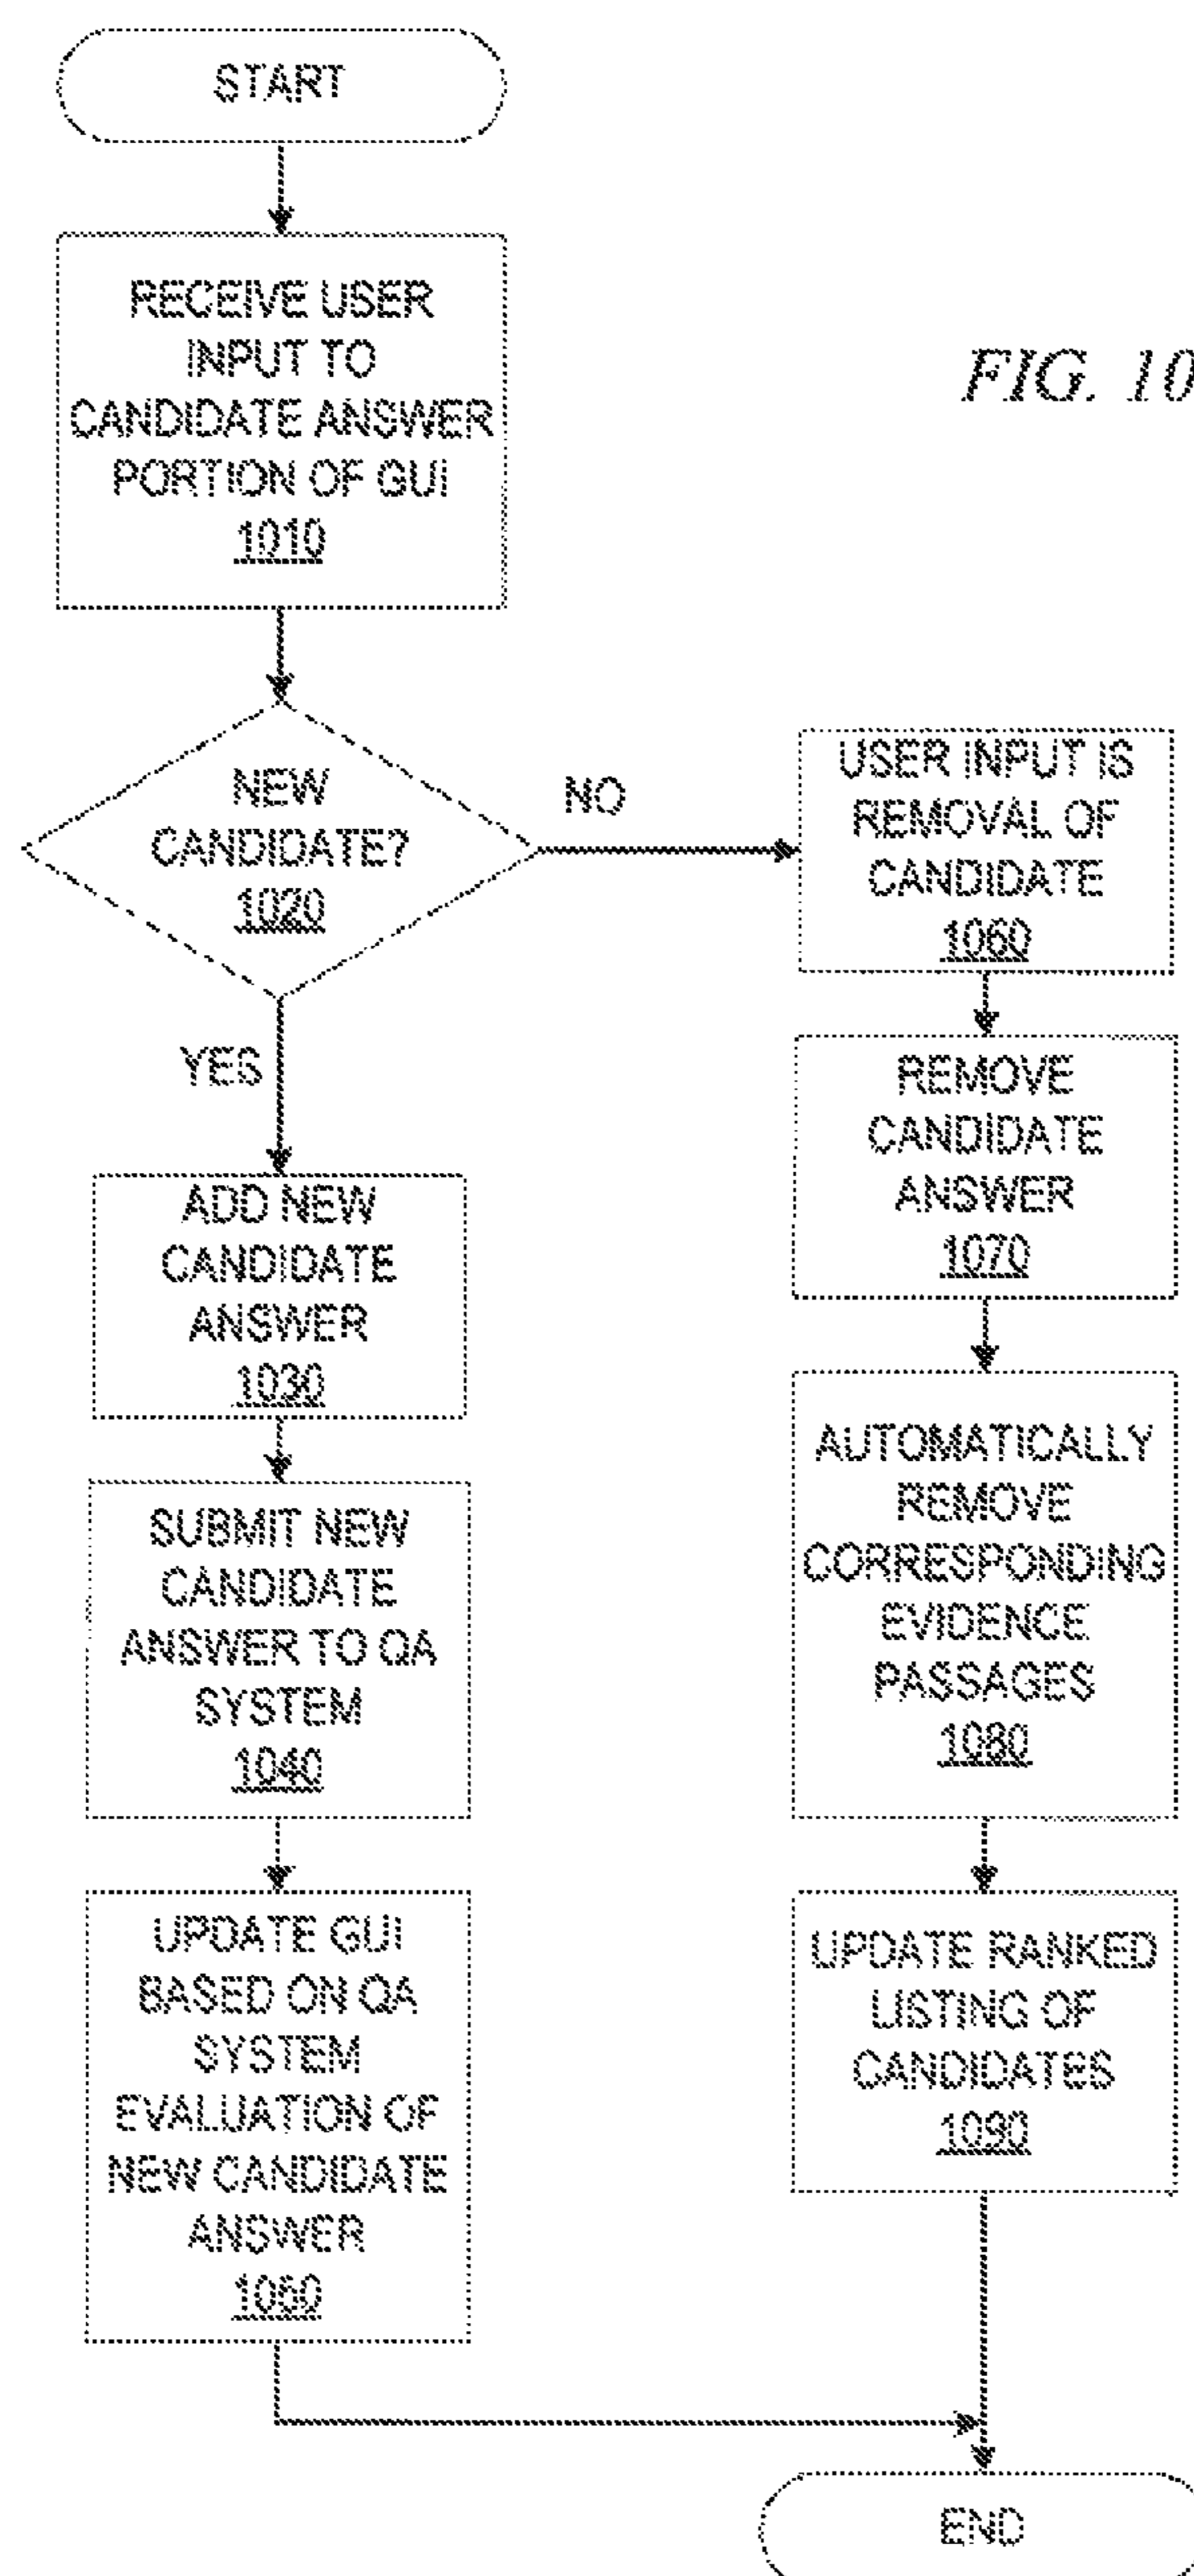 START
RECEIVE USER
INPUT TO
CANDIDATE ANSWER
PORTION OF GUI
1010
FIG. 10
NEW
CANDIDATE?
1020
NO
YES
USER INPUT IS
REMOVAL OF
CANDIDATE
1060
REMOVE
CANDIDATE
ANSWER
1070
ADD NEW
CANDIDATE
ANSWER
1030
AUTOMATICALLY
REMOVE
CORRESPONDING
EVIDENCE
PASSAGES
1080
SUBMIT NEW
CANDIDATE
ANSWER TO QA
SYSTEM
1040
UPDATE GUI
BASED ON QA
SYSTEM
EVALUATION OF
NEW CANDIDATE
ANSWER
1050
UPDATE RANKED
LISTING OF
CANDIDATES
1090
END